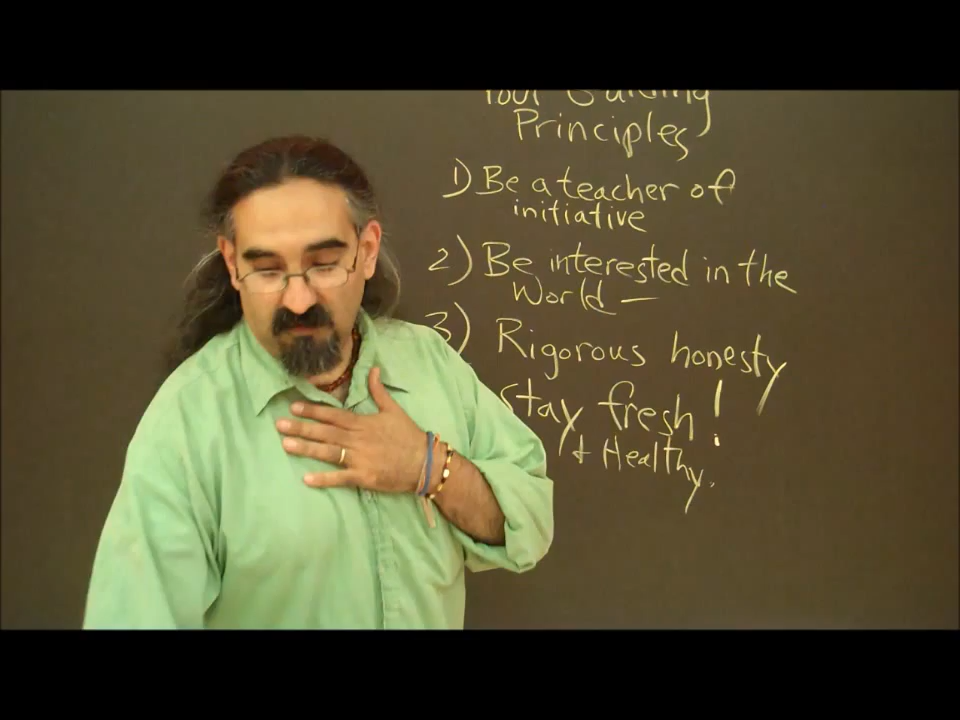 Principles
1) Be a teacher of
initiative
2) Be interested in the
World —
3) Rigorous honesty
Stay fresh!
+ Healthy.